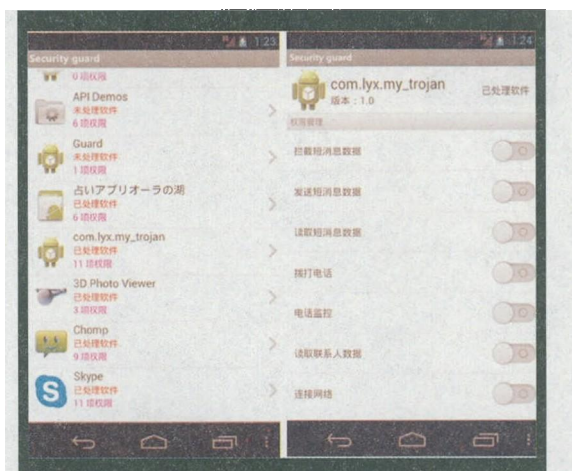 1:23
Security guard
0 项权限
API Demos
未处理软件
6 项权限
Guard
未处理软件
1 项权限
占いアプリオーラの湖
已处理软件
6 项权限
com.lyx.my_trojan
已处理软件
11 项权限
3D Photo Viewer
已处理软件
3 项权限
Chomp
已处理软件
9 项权限
Skype
已处理软件
11 项权限
1:24
Security guard
com.lyx.my_trojan
版本：1.0
已处理软件
权限管理
拦截短消息数据
发送短消息数据
读取短消息数据
拨打电话
电话监控
读取联系人数据
连接网络